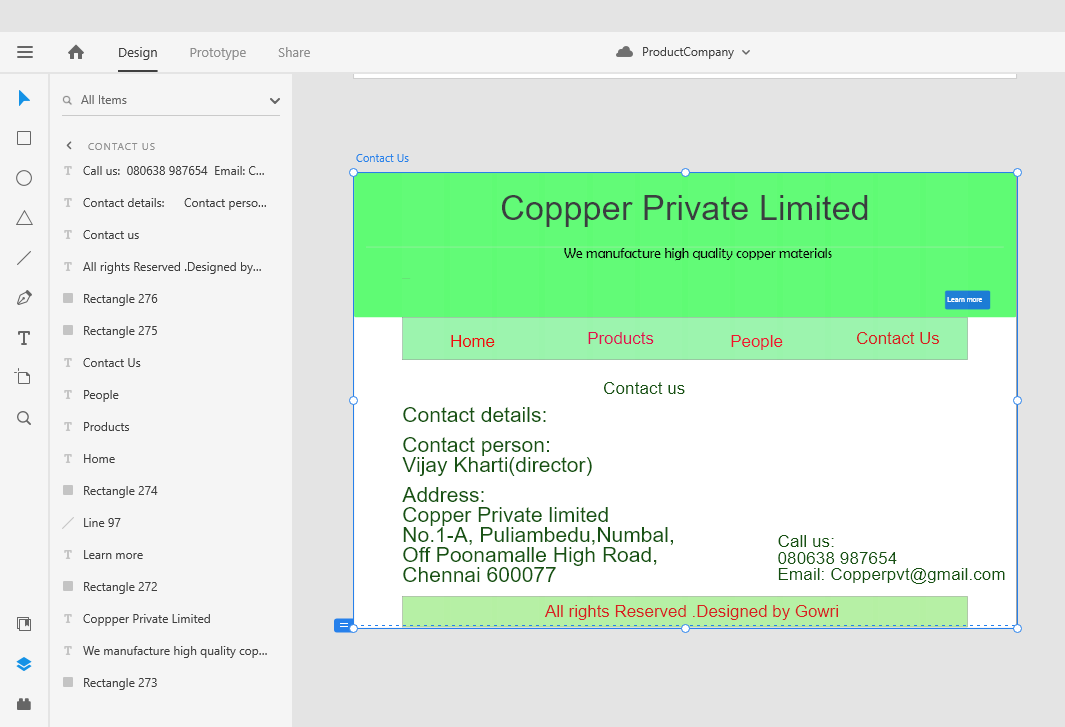 Design Prototype Share ProductCompany
All Items
CONTACT US
Call us: 080638 987654 Email: C...
Contact details: Contact perso...
Contact us
All rights Reserved .Designed by...
Rectangle 276
Rectangle 275
Contact Us
People
Products
Home
Rectangle 274
Line 97
Learn more
Rectangle 272
Coppper Private Limited
We manufacture high quality cop...
Rectangle 273
Contact Us
Coppper Private Limited
We manufacture high quality copper materials
Learn more
Home Products People Contact Us
Contact us
Contact details:
Contact person:
Vijay Kharti(director)
Address:
Copper Private limited
No.1-A, Puliambedu,Numbal,
Off Poonamalle High Road,
Chennai 600077
Call us:
080638 987654
Email: Copperpvt@gmail.com
All rights Reserved .Designed by Gowri